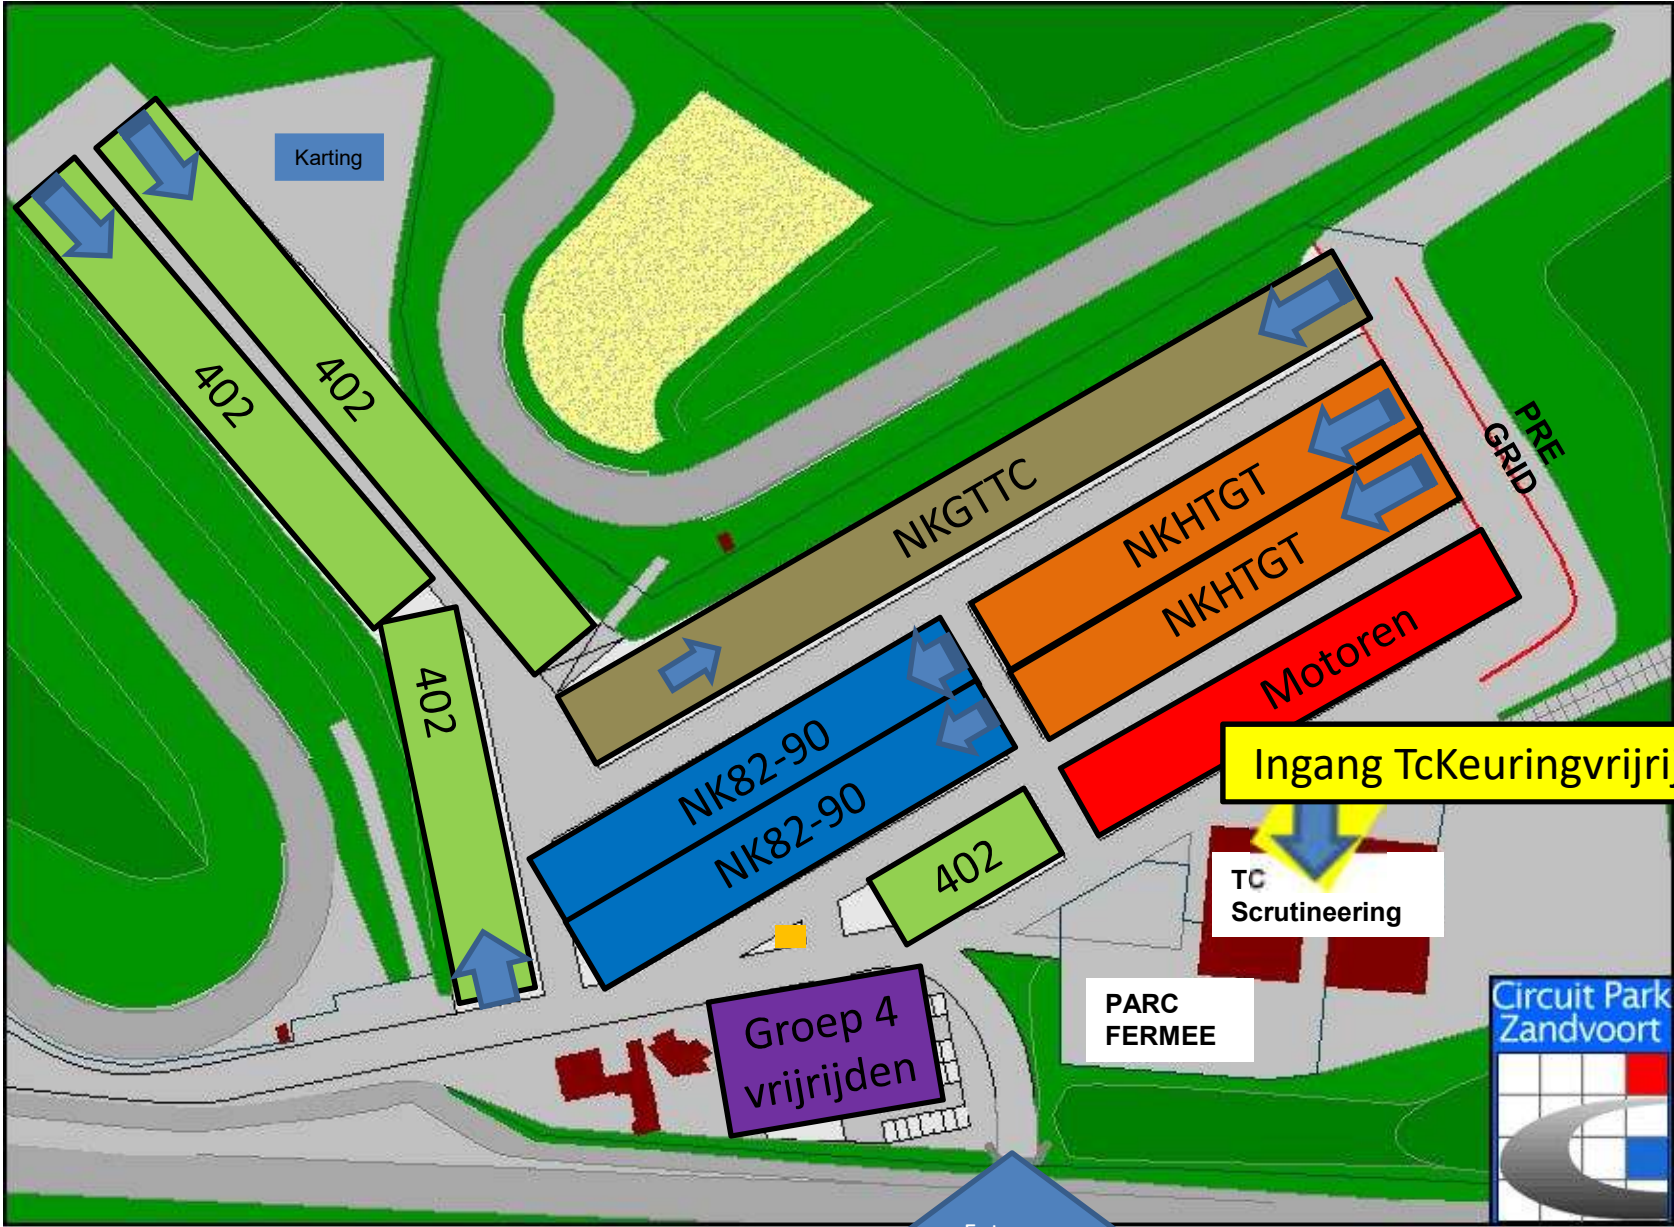 Karting
402
402
NKGTTC
PRE
GRID
NKHTGT
NKHTGT
Motoren
402
NK82-90
NK82-90
Ingang TcKeuringvrijri
402
TC
Scrutineering
PARC
FERMEE
Groep 4
vrijrijden
Circuit Park
Zandvoort